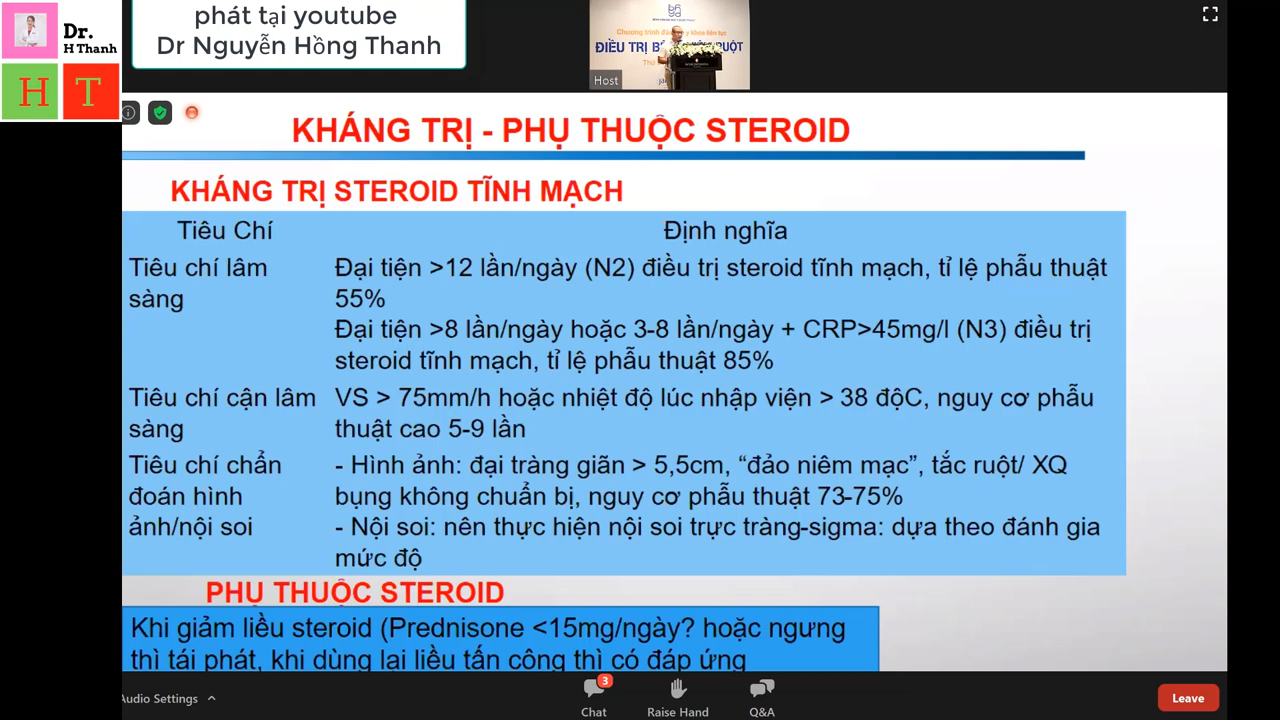 phát tại youtube
Dr Nguyễn Hồng Thanh
Dr.
H Thanh
H T
Chương trình
ĐIỀU TRỊ
RUỘT
Host
KHÁNG TRỊ - PHỤ THUỘC STEROID
KHÁNG TRỊ STEROID TĨNH MẠCH
Tiêu Chí
Định nghĩa
Tiêu chí lâm
sàng
Đại tiện >12 lần/ngày (N2) điều trị steroid tĩnh mạch, tỉ lệ phẫu thuật
55%
Đại tiện >8 lần/ngày hoặc 3-8 lần/ngày + CRP>45mg/l (N3) điều trị
steroid tĩnh mạch, tỉ lệ phẫu thuật 85%
Tiêu chí cận lâm
sàng
VS > 75mm/h hoặc nhiệt độ lúc nhập viện > 38 độC, nguy cơ phẫu
thuật cao 5-9 lần
Tiêu chí chẩn
đoán hình
ảnh/nội soi
- Hình ảnh: đại tràng giãn > 5,5cm, “đảo niêm mạc”, tắc ruột/ XQ
bụng không chuẩn bị, nguy cơ phẫu thuật 73-75%
- Nội soi: nên thực hiện nội soi trực tràng-sigma: dựa theo đánh gia
mức độ
PHỤ THUỘC STEROID
Khi giảm liều steroid (Prednisone <15mg/ngày? hoặc ngưng
thì tái phát, khi dùng lại liều tấn công thì có đáp ứng
Audio Settings
3
Chat
Raise Hand
Q&A
Leave